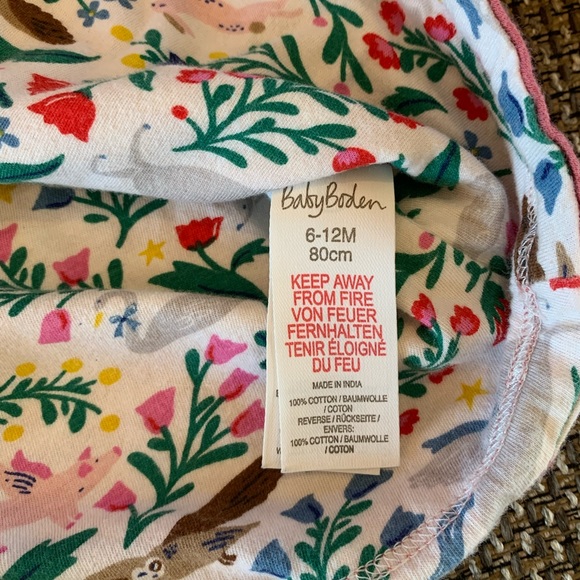 BabyBoden
6-12M
80cm
KEEP AWAY
FROM FIRE
VON FEUER
FERNHALTEN
TENIR ÉLOIGNÉ
DU FEU
MADE IN INDIA
100% COTTON / BAUMWOLLE
/ COTON
REVERSE / RÜCKSEITE /
ENVERS:
100% COTTON / BAUMWOLLE
/ COTON